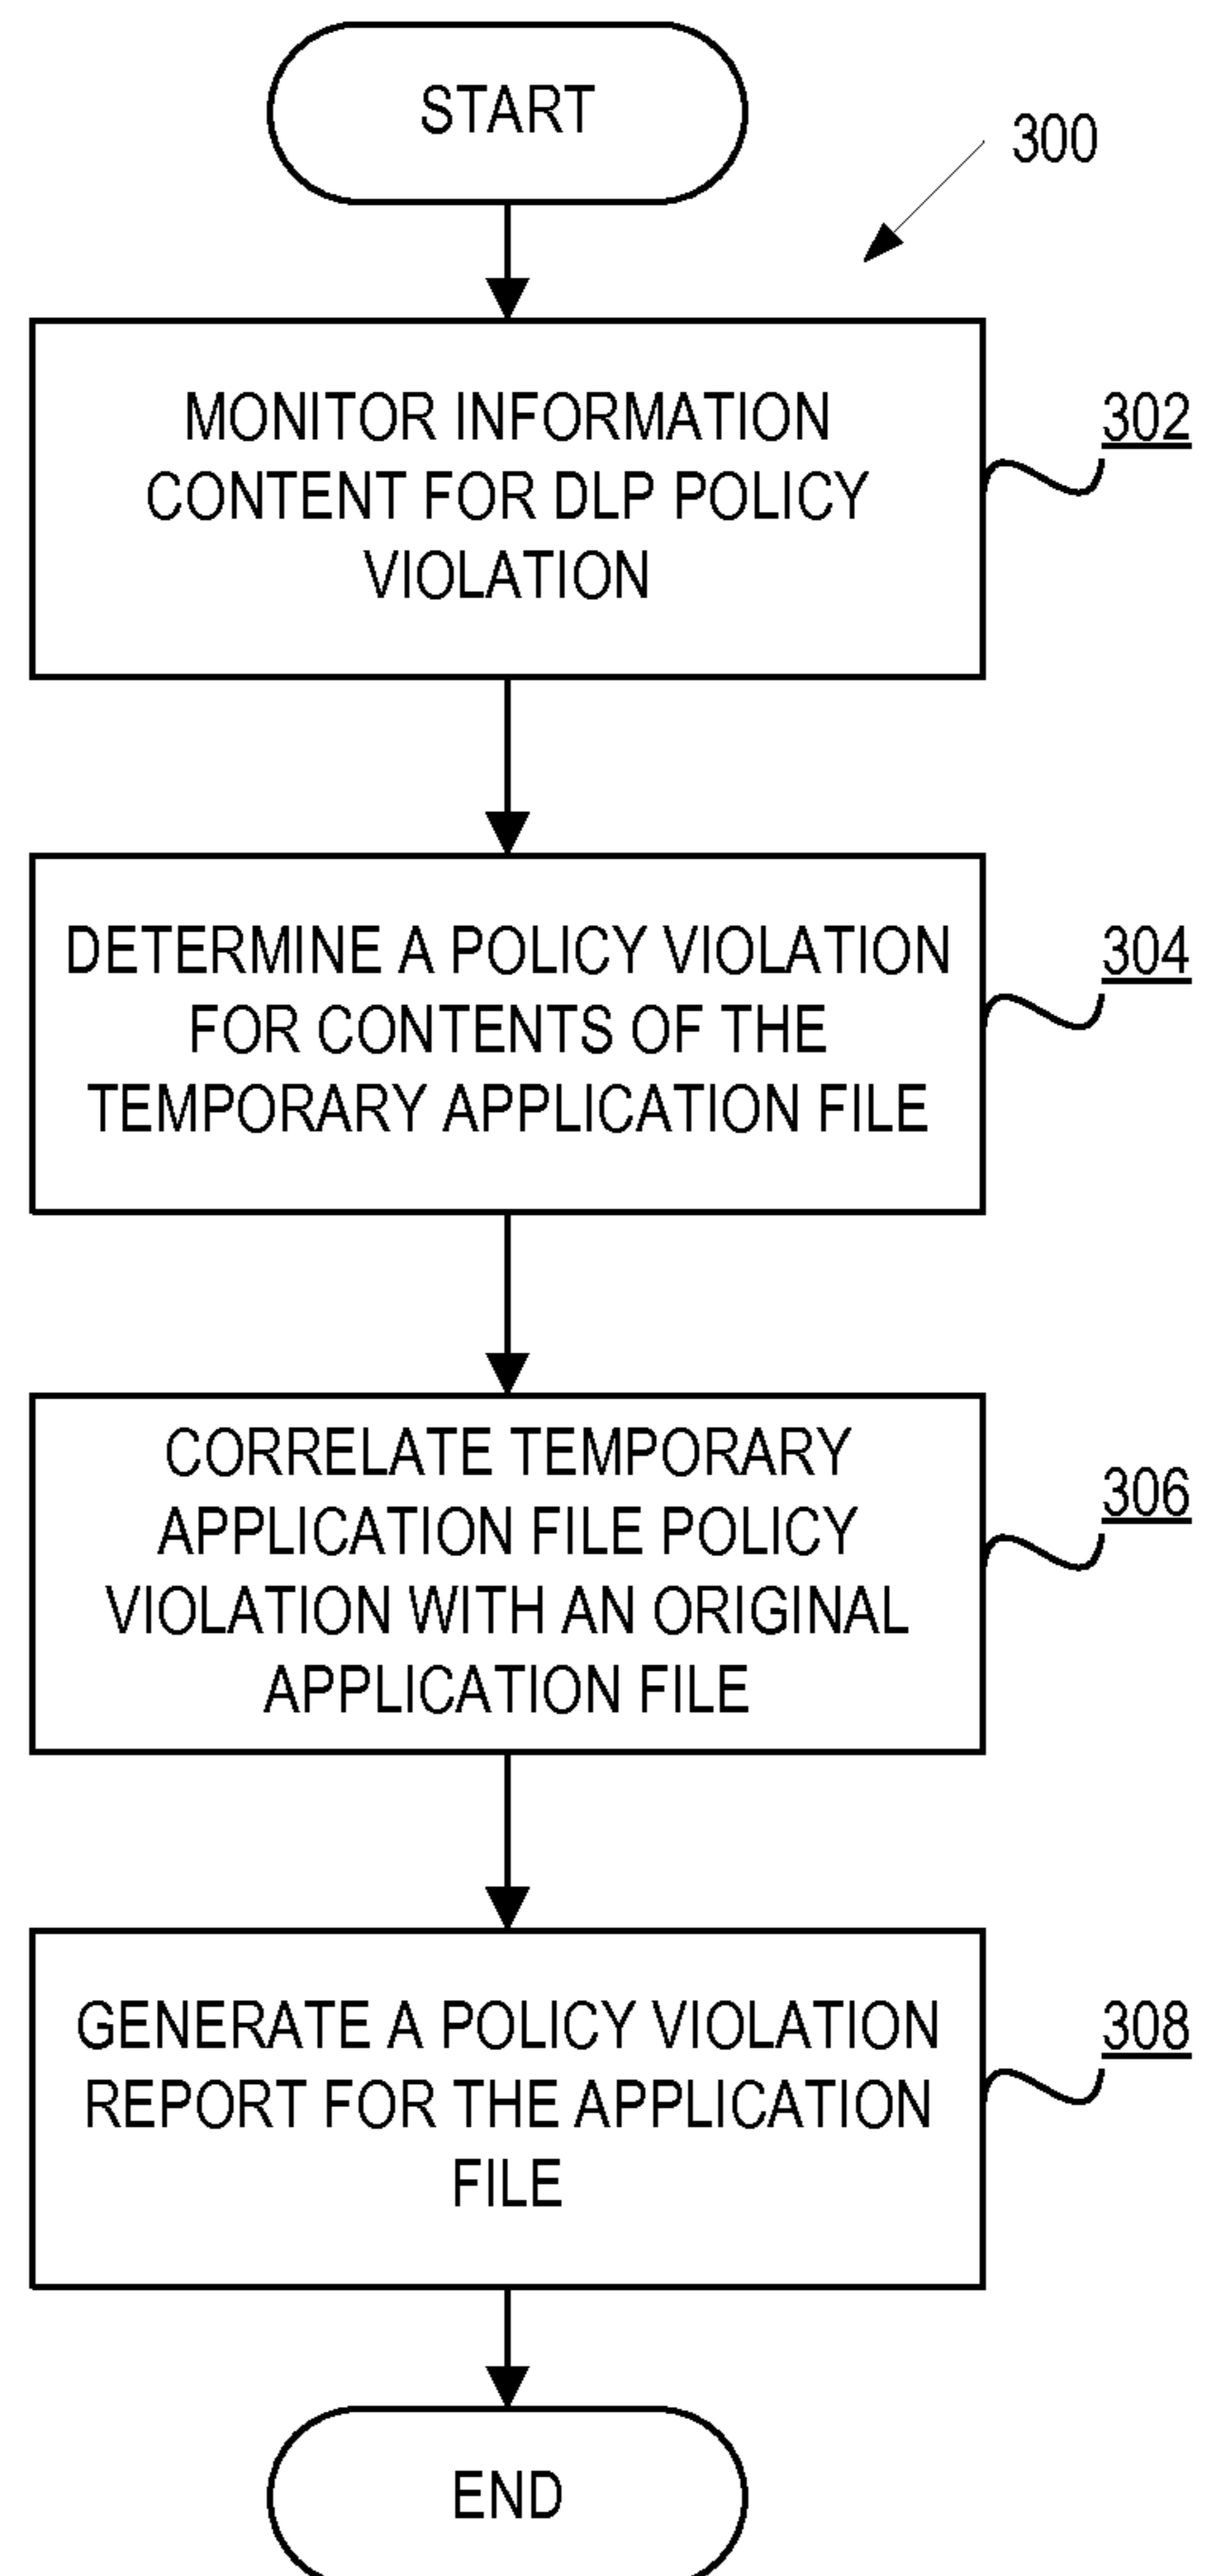 START
300
MONITOR INFORMATION
CONTENT FOR DLP POLICY
VIOLATION
302
DETERMINE A POLICY VIOLATION
FOR CONTENTS OF THE
TEMPORARY APPLICATION FILE
304
CORRELATE TEMPORARY
APPLICATION FILE POLICY
VIOLATION WITH AN ORIGINAL
APPLICATION FILE
306
GENERATE A POLICY VIOLATION
REPORT FOR THE APPLICATION
FILE
308
END